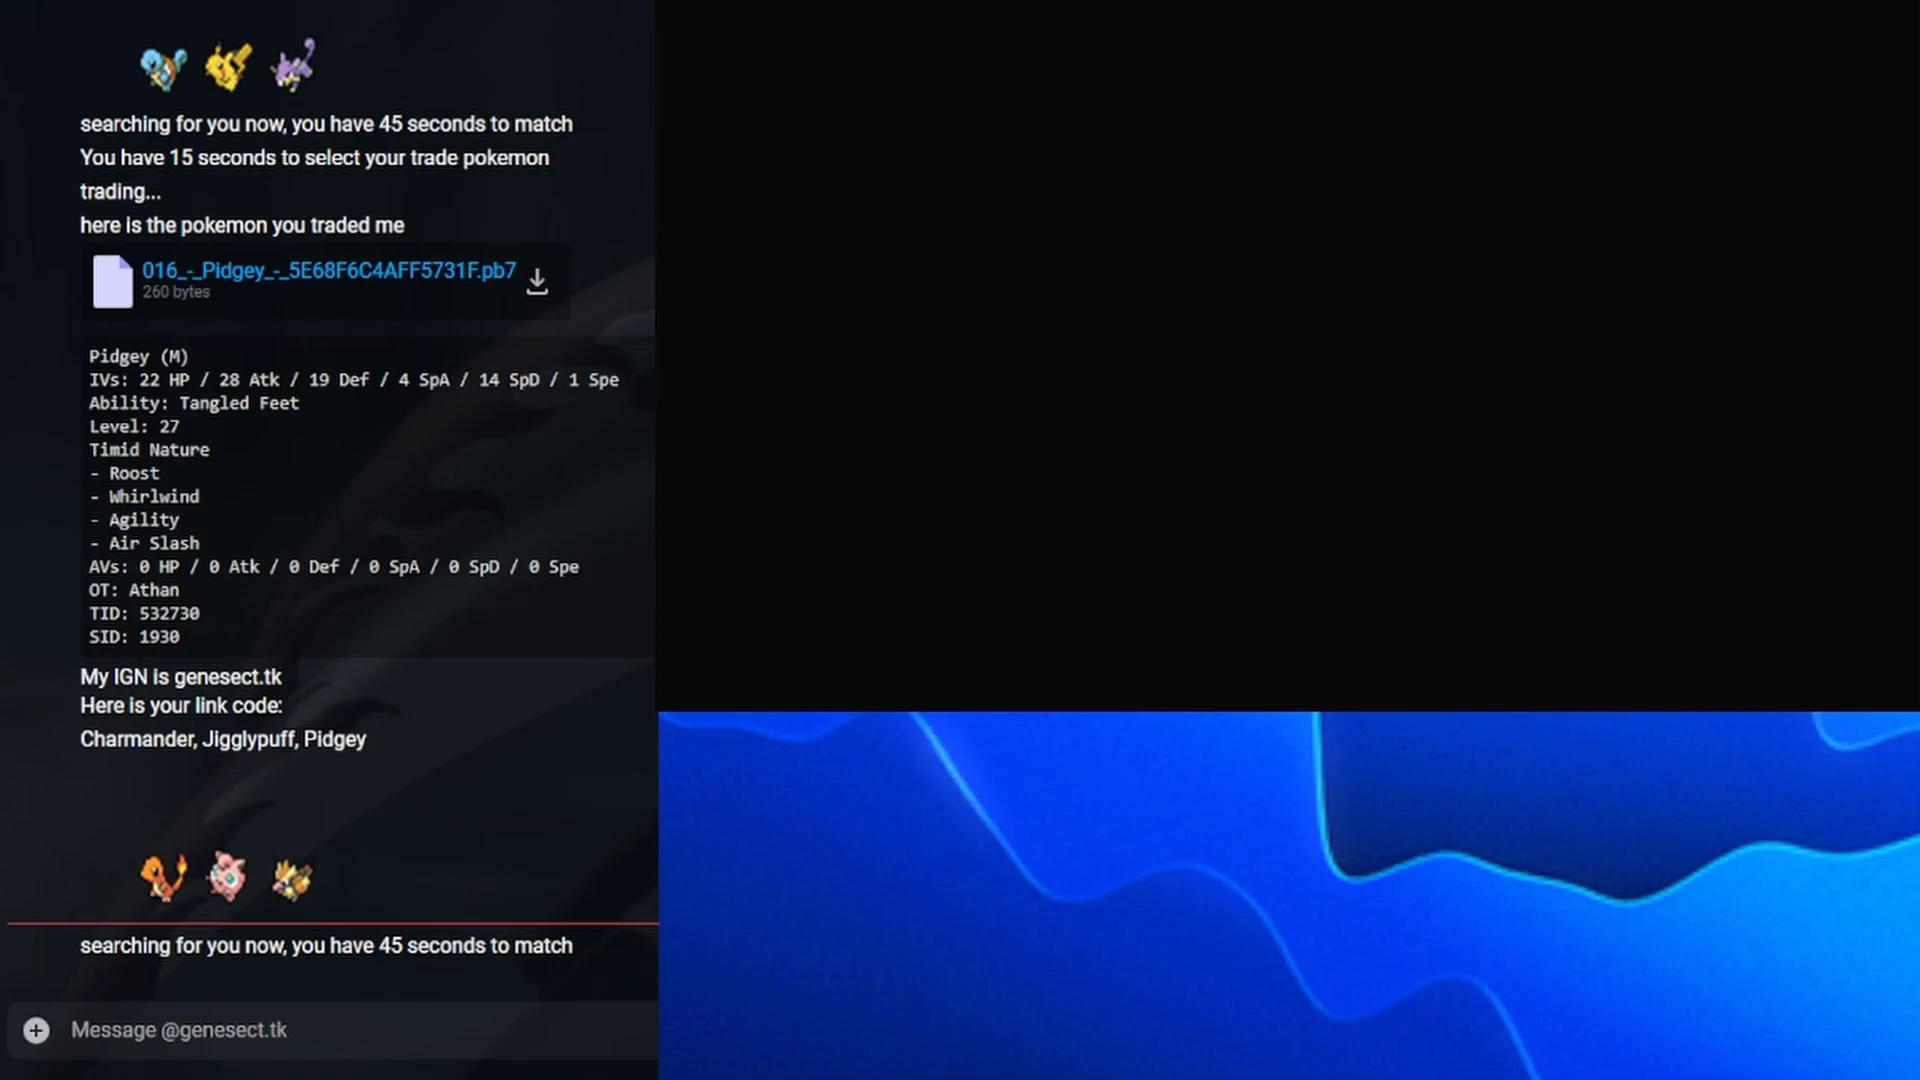 searching for you now, you have 45 seconds to match
You have 15 seconds to select your trade pokemon
trading...
here is the pokemon you traded me
016_-_Pidgey_-_5E68F6C4AFF5731F.pb7
260 bytes
Pidgey (M)
IVs: 22 HP / 28 Atk / 19 Def / 4 SpA / 14 SpD / 1 Spe
Ability: Tangled Feet
Level: 27
Timid Nature
- Roost
- Whirlwind
- Agility
- Air Slash
AVs: 0 HP / 0 Atk / 0 Def / 0 SpA / 0 SpD / 0 Spe
OT: Athan
TID: 532730
SID: 1930
My IGN is genesect.tk
Here is your link code:
Charmander, Jigglypuff, Pidgey
searching for you now, you have 45 seconds to match
Message @genesect.tk